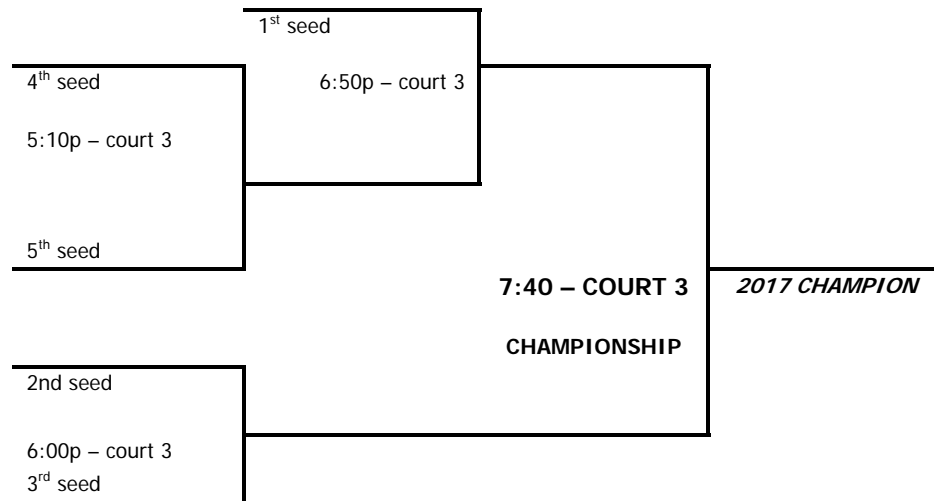 1st seed
4th seed
6:50p – court 3
5:10p – court 3
5th seed
7:40 – COURT 3
2017 CHAMPION
CHAMPIONSHIP
2nd seed
6:00p – court 3
3rd seed